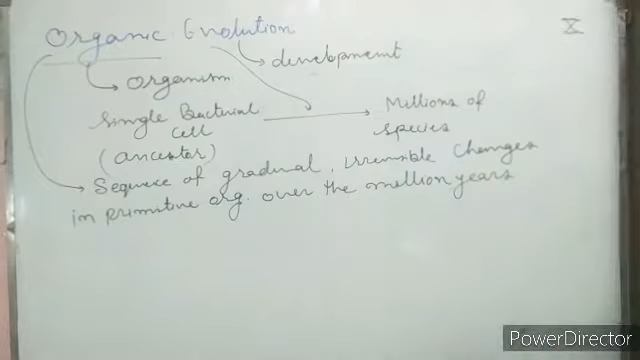 Organic Evolution
X
development
Organism
Single Bacterial
Cell
(ancestor)
Millions of
species
Sequence of gradual, irreversible changes
in primitive org. over the million years
PowerDirector